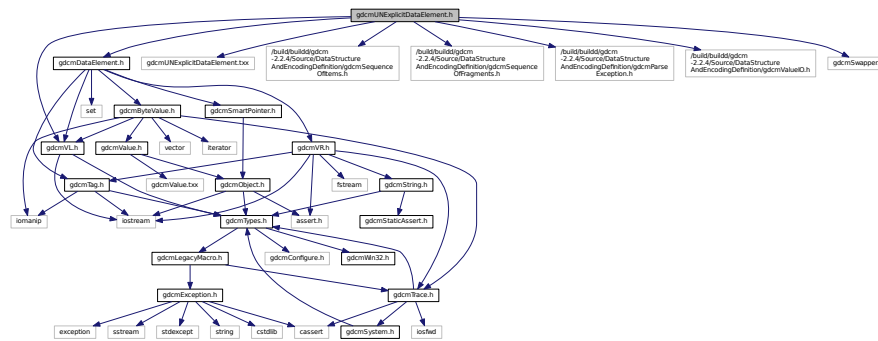 gdcmUNExplicitDataElement.h
gdcmDataElement.h
gdcmUNExplicitDataElement.txx
/build/buildd/gdcm
-2.2.4/Source/DataStructure
AndEncodingDefinition/gdcmSequence
OfItems.h
/build/buildd/gdcm
-2.2.4/Source/DataStructure
AndEncodingDefinition/gdcmSequence
OfFragments.h
/build/buildd/gdcm
-2.2.4/Source/DataStructure
AndEncodingDefinition/gdcmParse
Exception.h
/build/buildd/gdcm
-2.2.4/Source/DataStructure
AndEncodingDefinition/gdcmValueIO.h
gdcmSwapper
set
gdcmByteValue.h
gdcmSmartPointer.h
gdcmVL.h
gdcmValue.h
vector
iterator
gdcmVR.h
gdcmTag.h
gdcmValue.txx
gdcmObject.h
fstream
gdcmString.h
iomanip
iostream
gdcmTypes.h
assert.h
gdcmStaticAssert.h
gdcmLegacyMacro.h
gdcmConfigure.h
gdcmWin32.h
gdcmException.h
gdcmTrace.h
exception
sstream
stdexcept
string
cstdlib
cassert
gdcmSystem.h
iosfwd